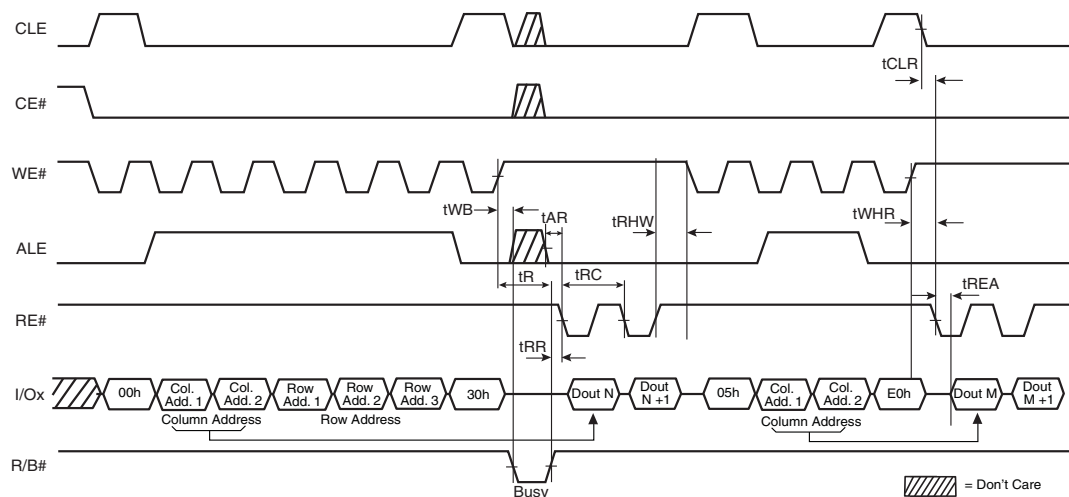 CLE
tCLR
CE#
WE#
tWB
tAR
tRHW
tWHR
ALE
tR
tRC
tREA
RE#
tRR
I/Ox
00h
Col.
Add. 1
Col.
Add. 2
Row
Add. 1
Row
Add. 2
Row
Add. 3
30h
Dout N
Dout
N +1
05h
Col.
Add. 1
Col.
Add. 2
E0h
Dout M
Dout
M +1
Column Address
Row Address
Column Address
R/B#
Busy
= Don't Care